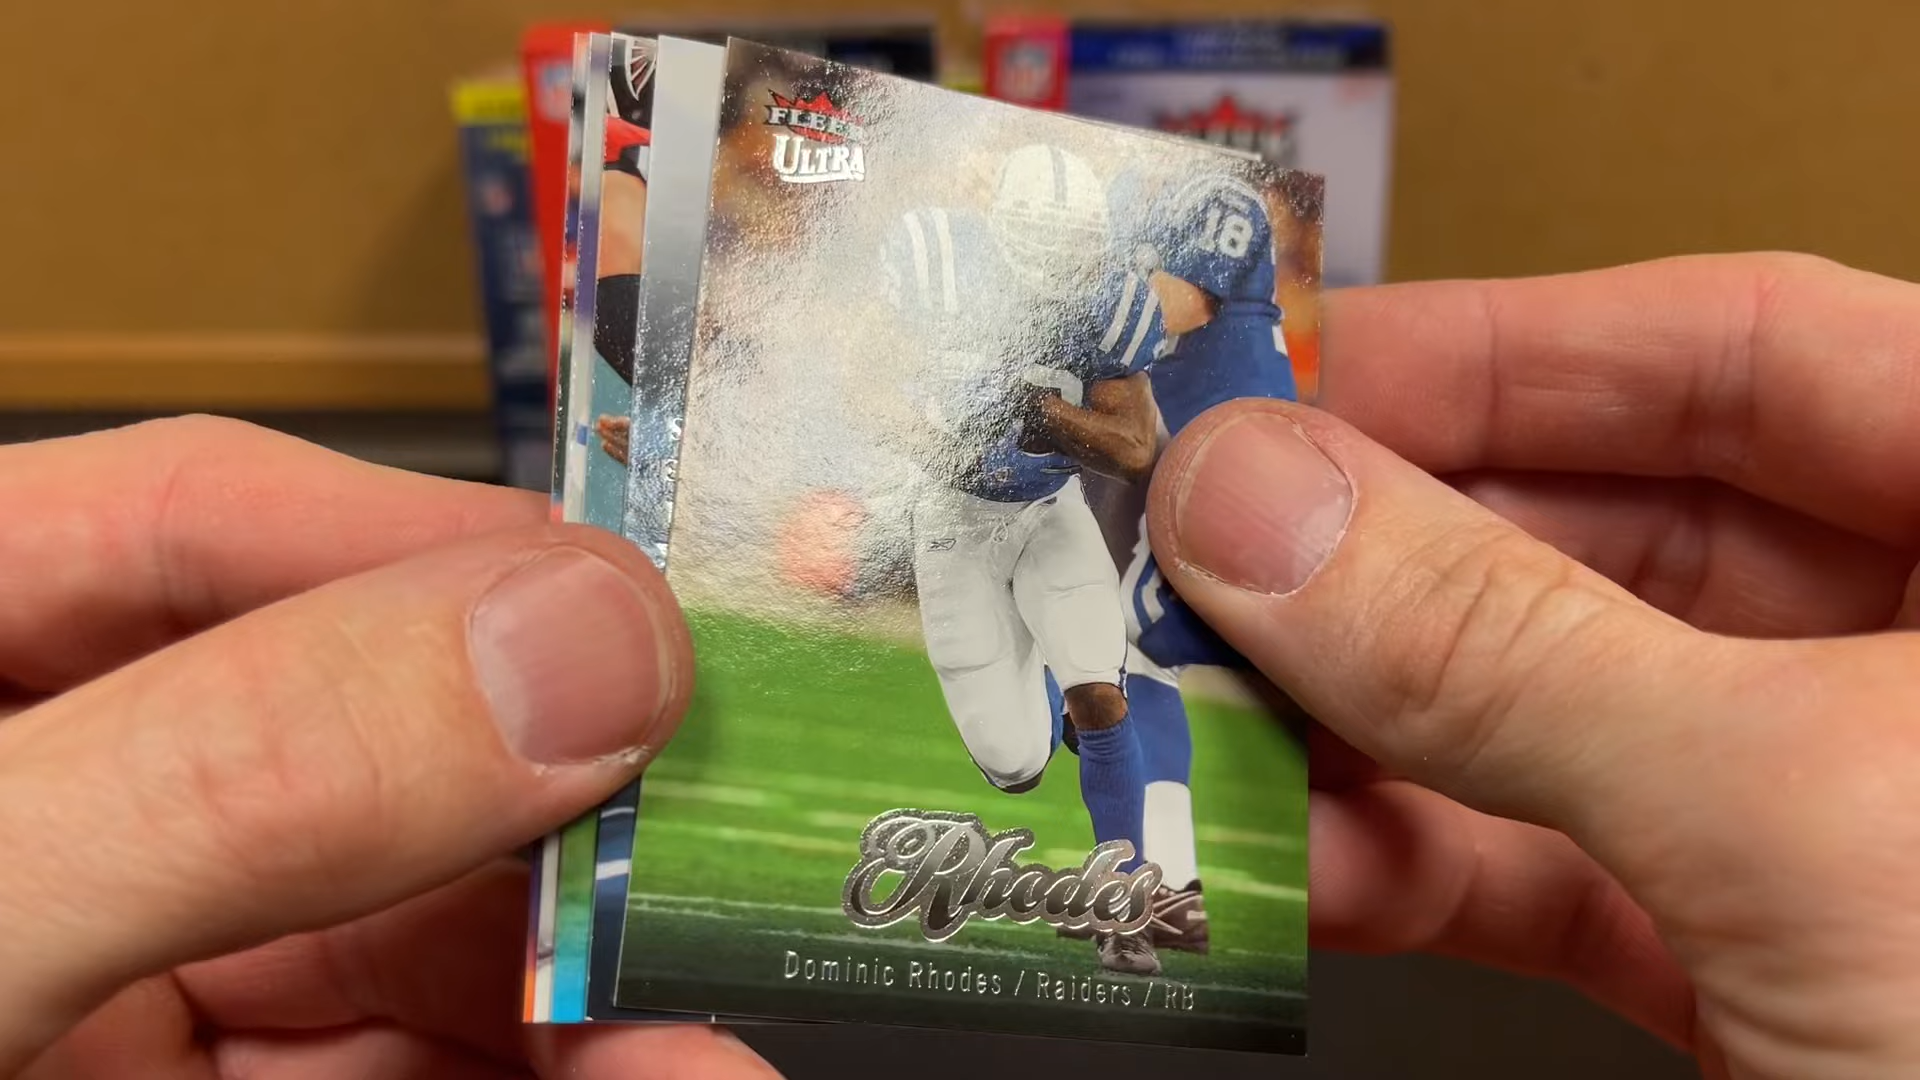 FLEER
ULTRA
18
Rhodes
Dominic Rhodes / Raiders / RB